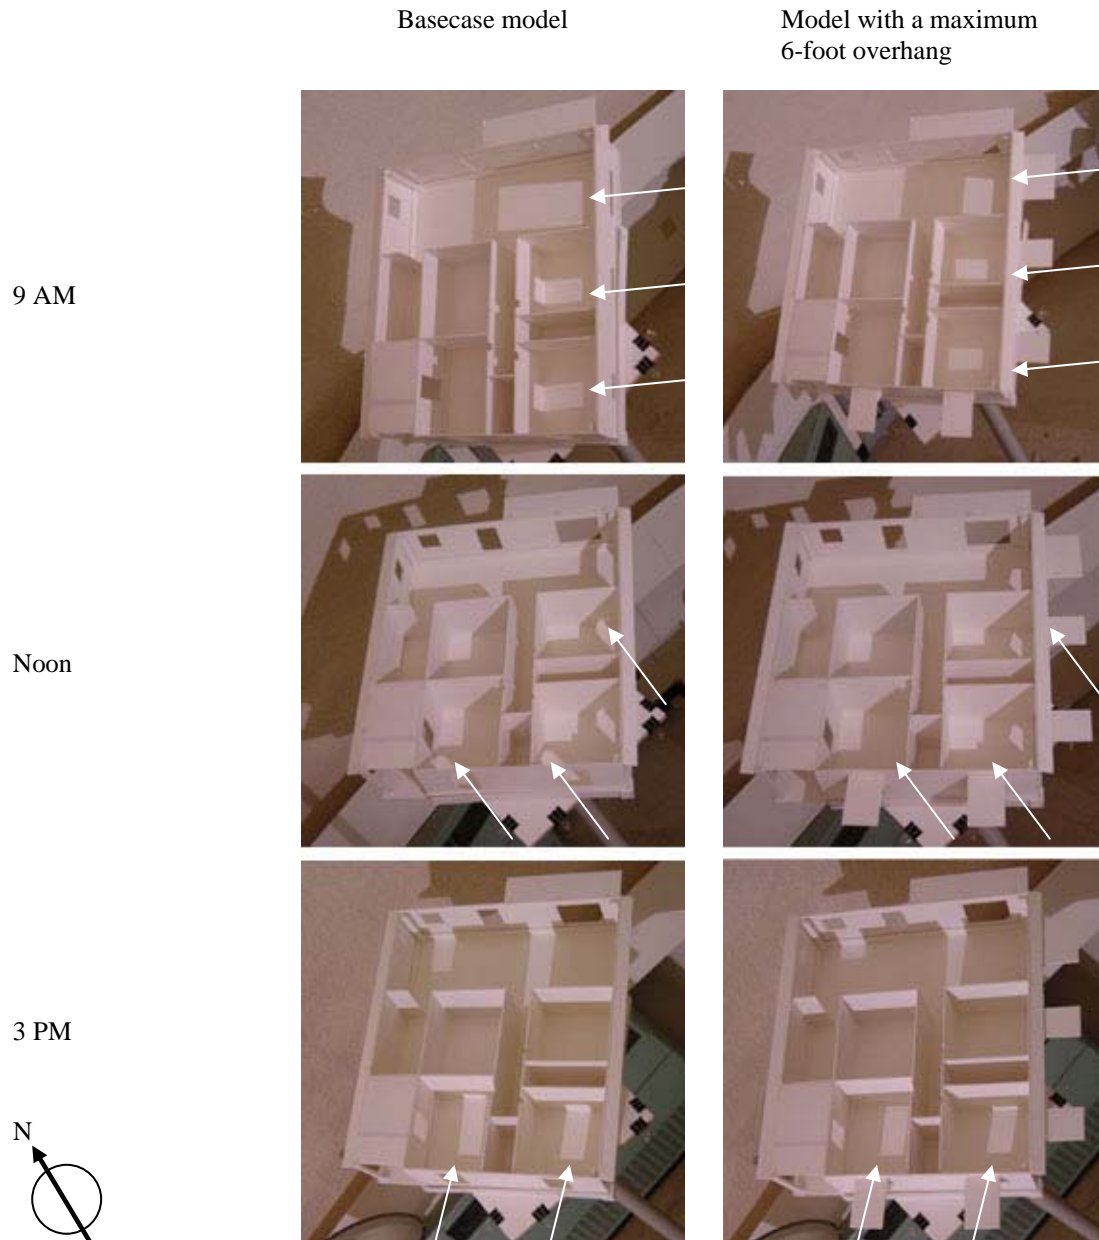 Basecase model
Model with a maximum
6-foot overhang
9 AM
Noon
3 PM
N